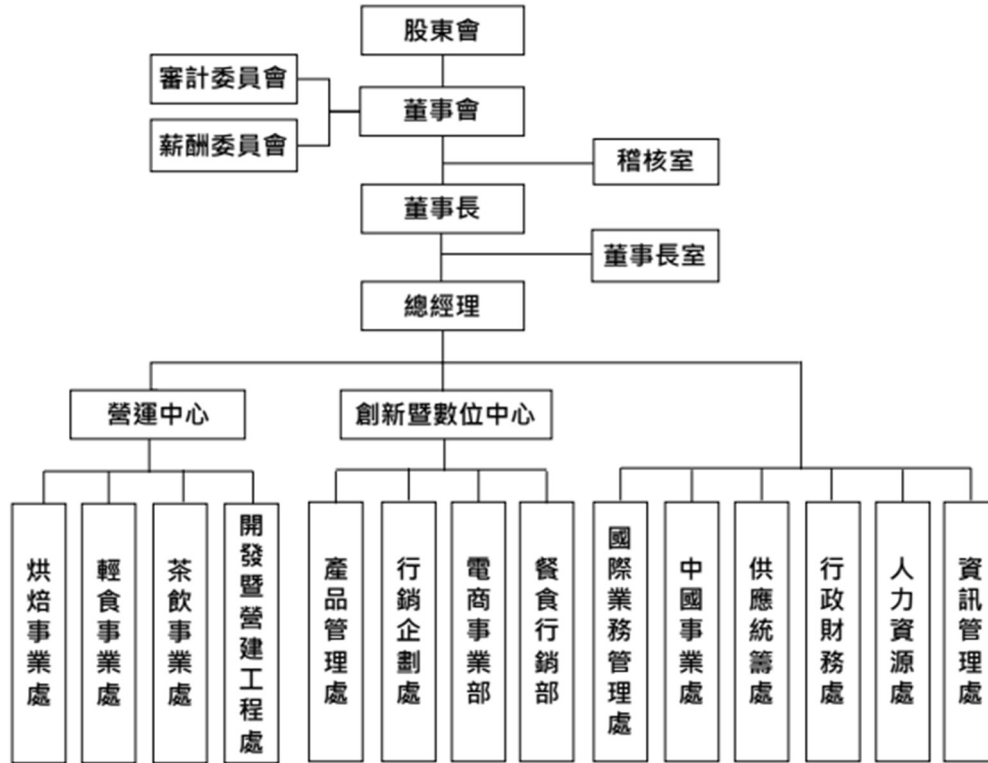 股東會
審計委員會
董事會
薪酬委員會
稽核室
董事長
董事長室
總經理
營運中心
創新暨數位中心
烘焙事業處
輕食事業處
茶飲事業處
開發暨營建工程處
產品管理處
行銷企劃處
電商事業部
餐食行銷部
國際業務管理處
中國事業處
供應統籌處
行政財務處
人力資源處
資訊管理處